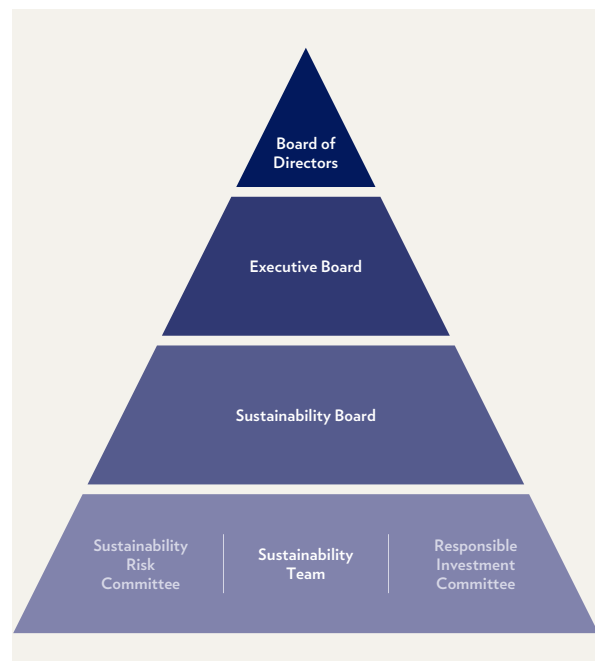 Board of
Directors
Executive Board
Sustainability Board
Sustainability
Risk
Committee
Sustainability
Team
Responsible
Investment
Committee